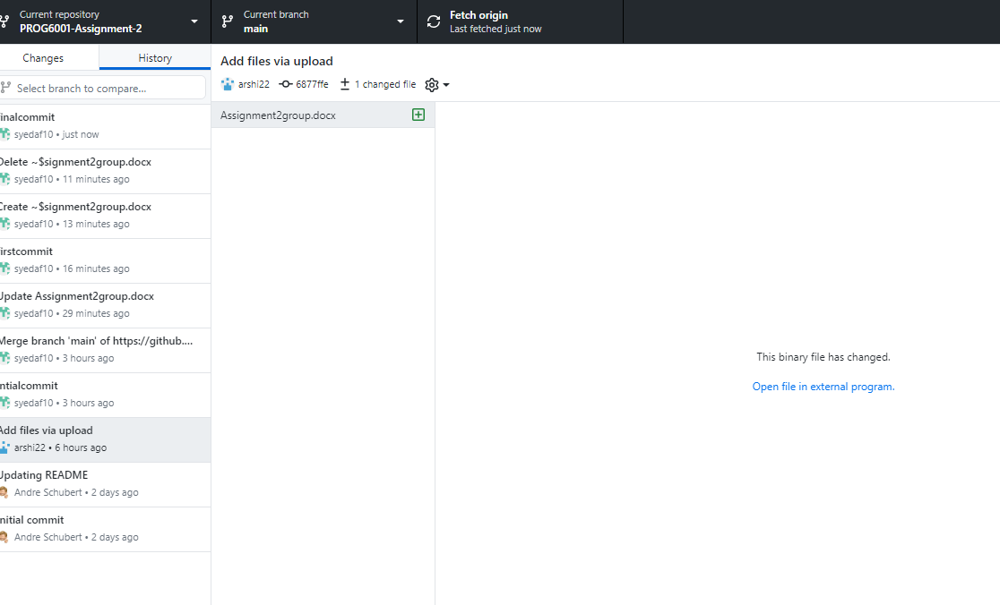 Current repository
PROG6001-Assignment-2
Current branch
main
Fetch origin
Last fetched just now
Changes
History
Select branch to compare...
inalcommit
syedaf10 • just now
Delete ~$signment2group.docx
syedaf10 • 11 minutes ago
Create ~$signment2group.docx
syedaf10 • 13 minutes ago
irstcommit
syedaf10 • 16 minutes ago
Update Assignment2group.docx
syedaf10 • 29 minutes ago
Merge branch 'main' of https://github....
syedaf10 • 3 hours ago
ntialcommit
syedaf10 • 3 hours ago
Add files via upload
arshi22 • 6 hours ago
Updating README
Andre Schubert • 2 days ago
nitial commit
Andre Schubert • 2 days ago
Add files via upload
arshi22 6877ffe ± 1 changed file
Assignment2group.docx
This binary file has changed.
Open file in external program.